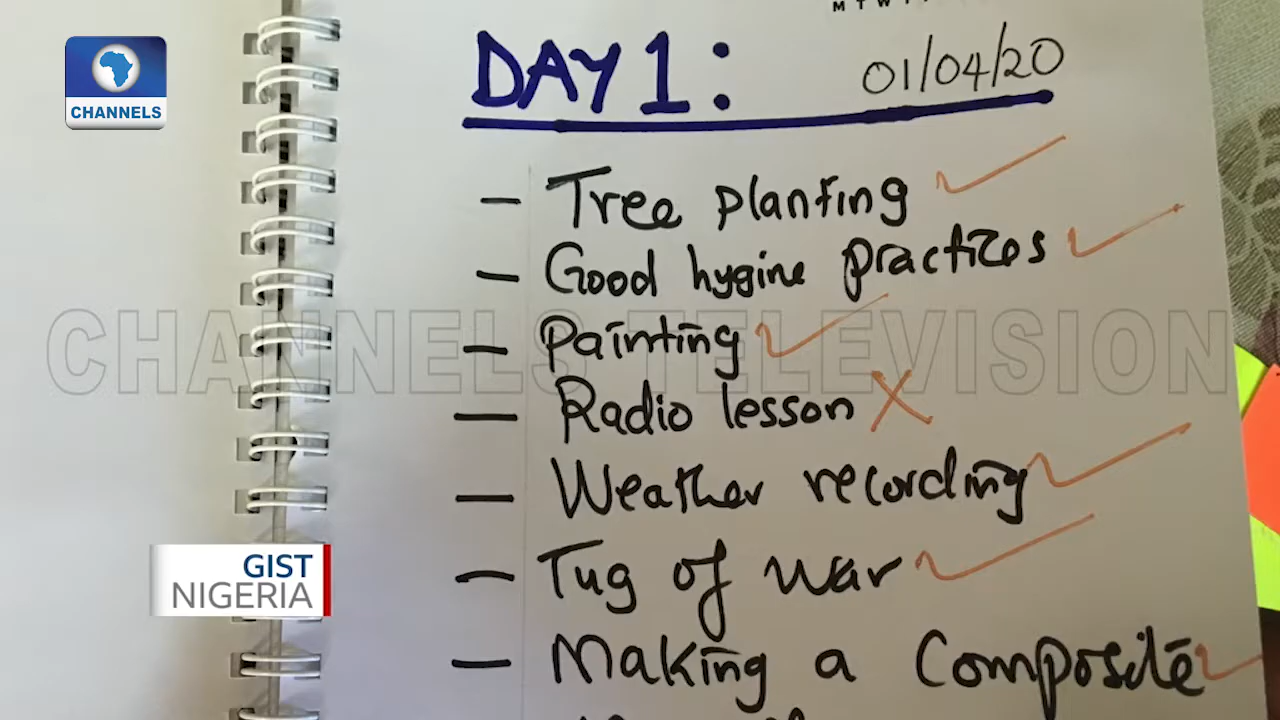 M T W T
CHANNELS
DAY 1:
01/04/20
- Tree planting ✓
- Good hygine practices ✓
- Painting ✓
- Radio lesson X
- Weather recording ✓
- Tug of war ✓
- Making a Composite ✓
CHANNELS TELEVISION
GIST
NIGERIA